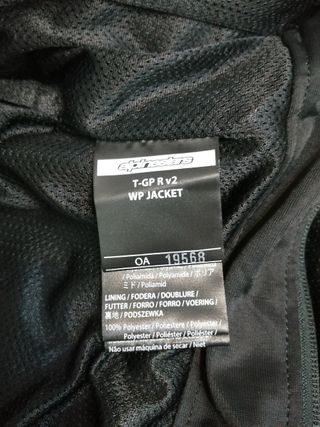 alpinestars
T-GP R v2
WP JACKET
OA 19568
/ Poliamida / Polyamide / ポリア
ミド / Poliamid
LINING / FODERA / DOUBLURE /
FUTTER / FORRO / FORRO / VOERING /
裏地 / PODSZEWKA
100% Polyester / Poliestere / Polyester /
Polyester / Poliéster / Poliéster /
Não usar máquina de secar / Niet